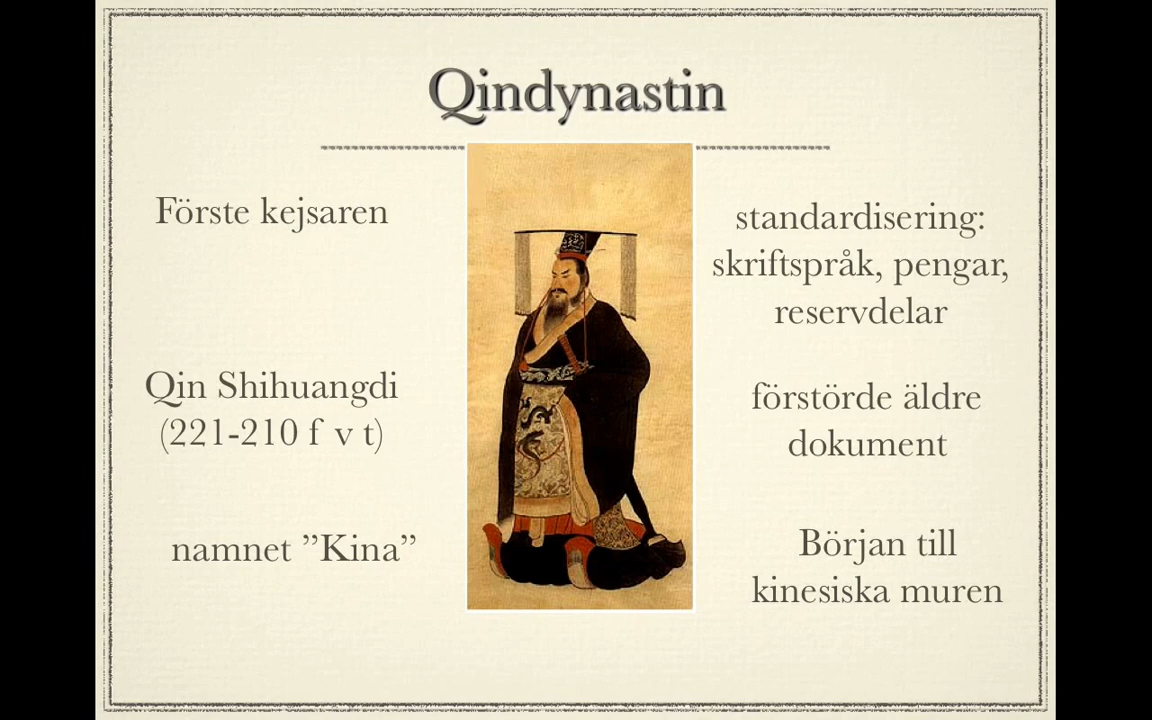 Qindynastin
Förste kejsaren
Qin Shihuangdi
(221-210 f v t)
namnet ”Kina”
standardisering:
skriftspråk, pengar,
reservdelar
förstörde äldre
dokument
Början till
kinesiska muren